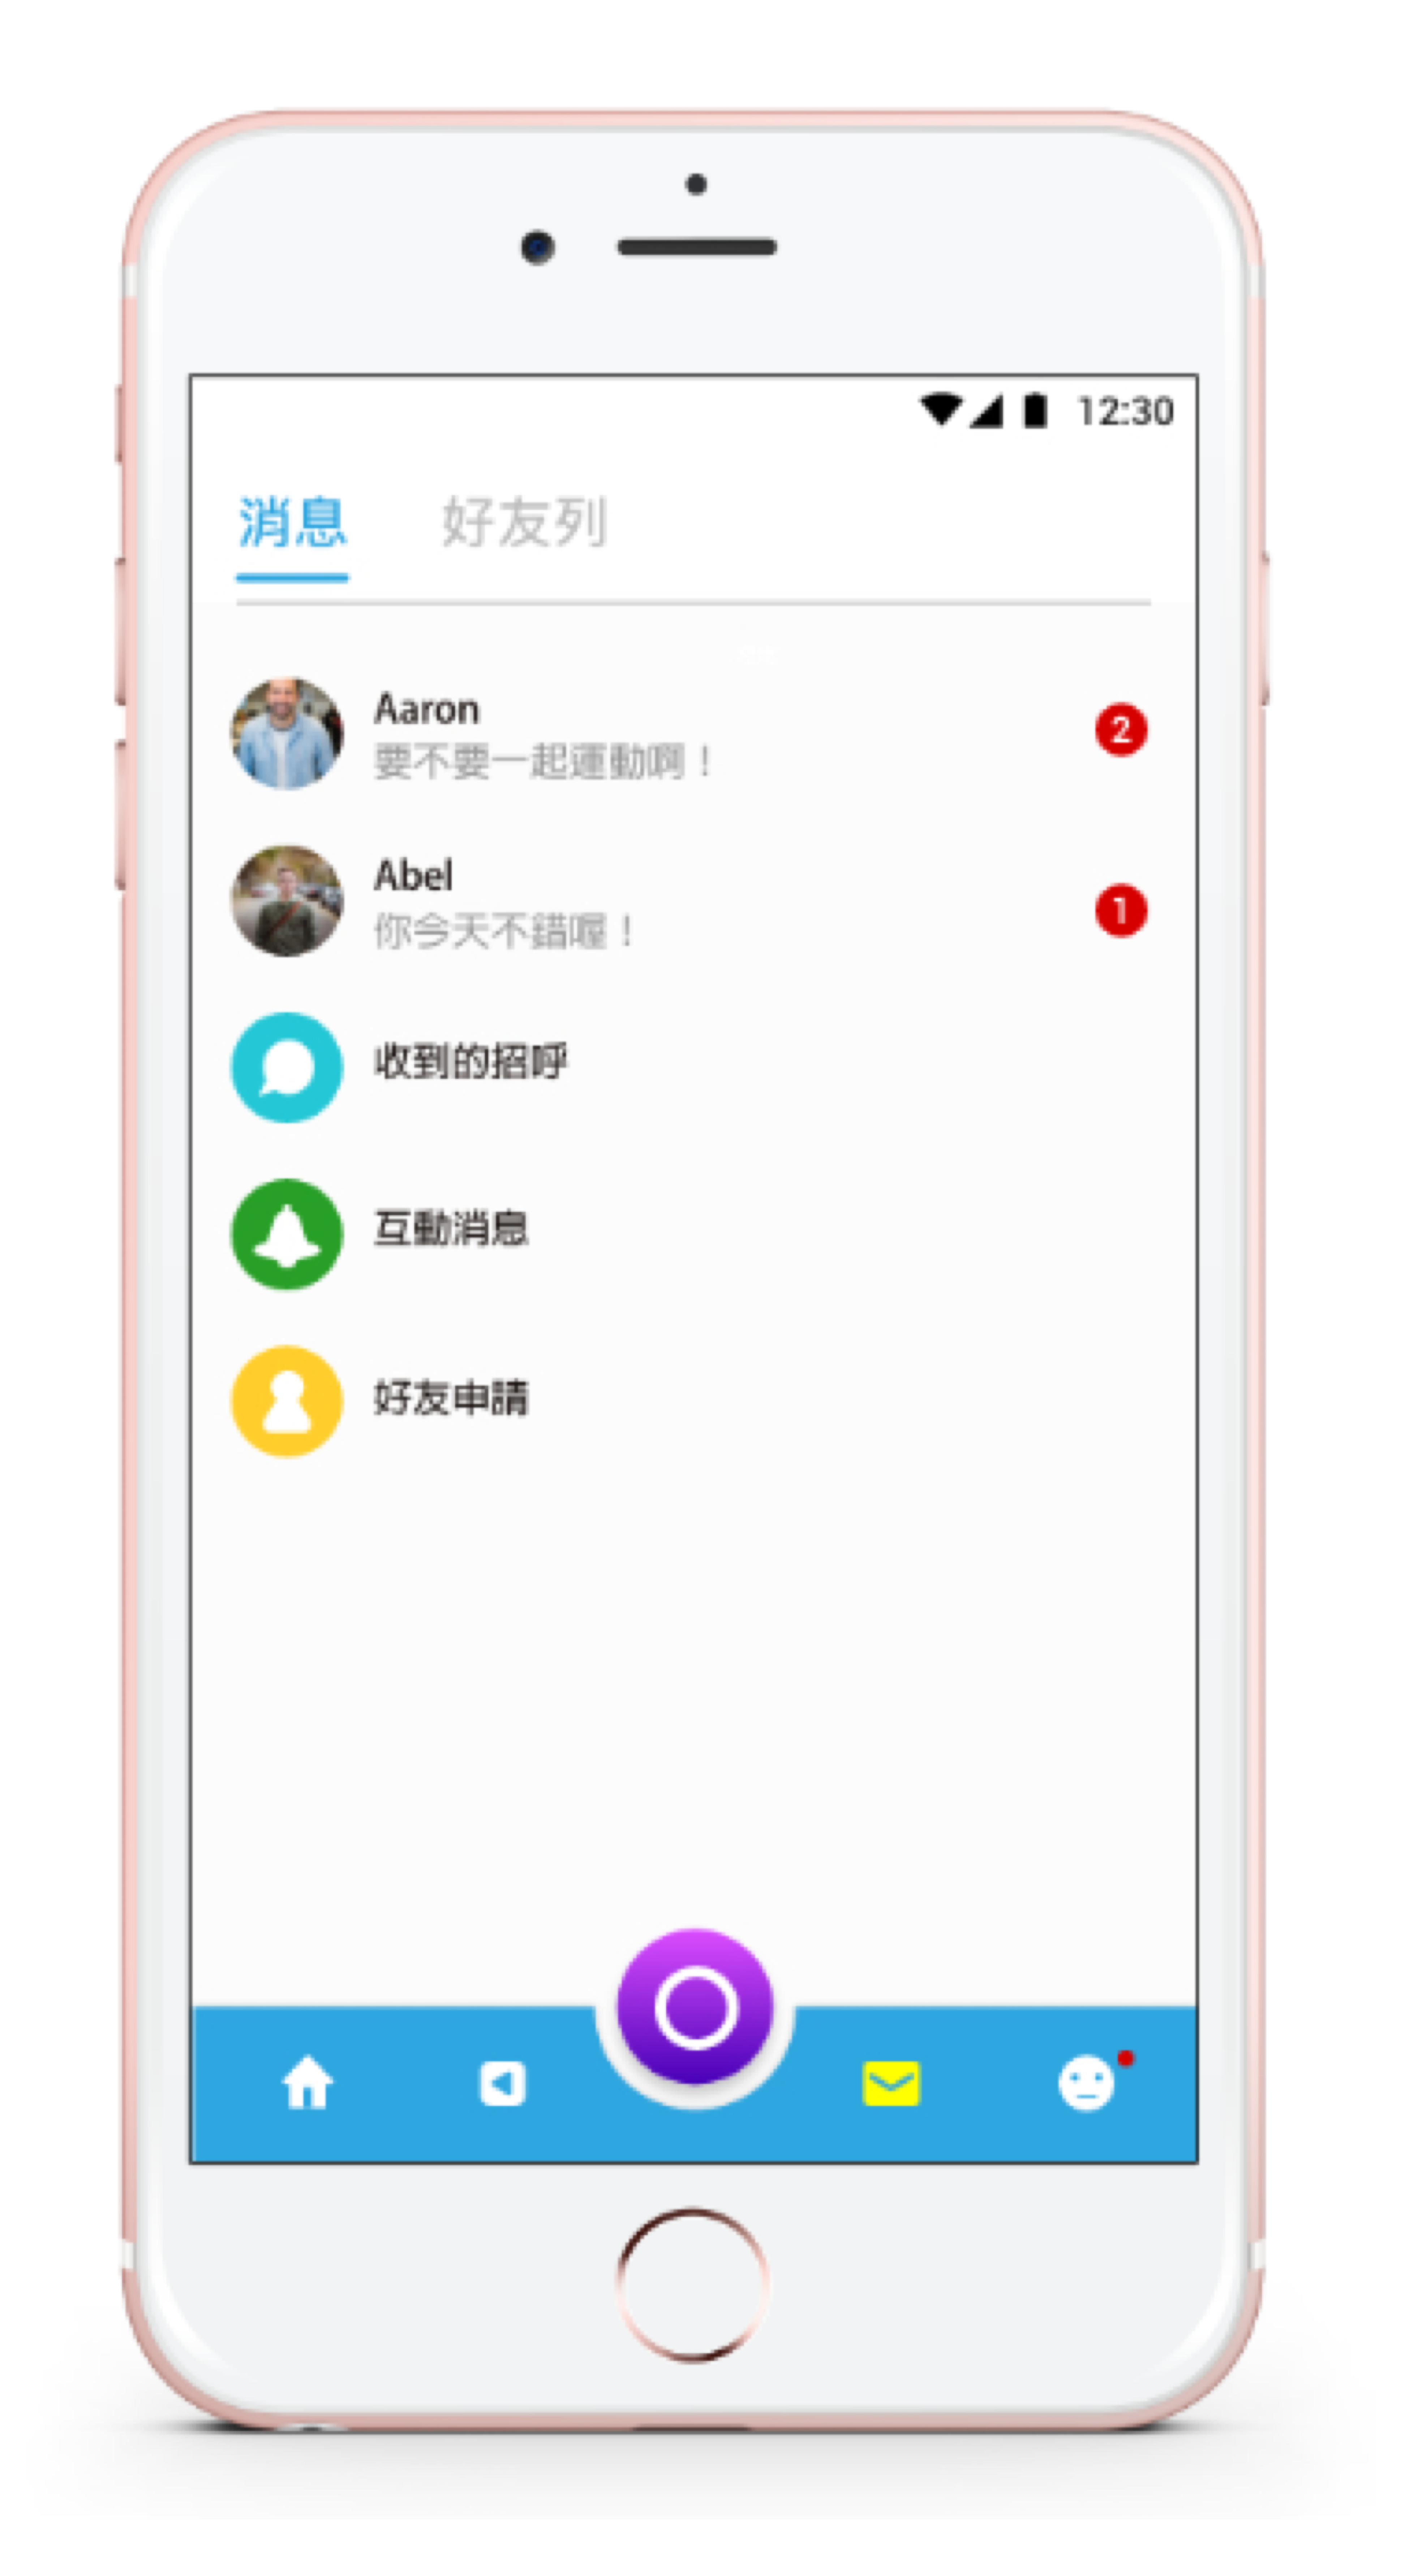 12:30
消息 好友列
Aaron
要不要一起運動啊！
2
Abel
你今天不錯喔！
1
收到的招呼
互動消息
好友申請